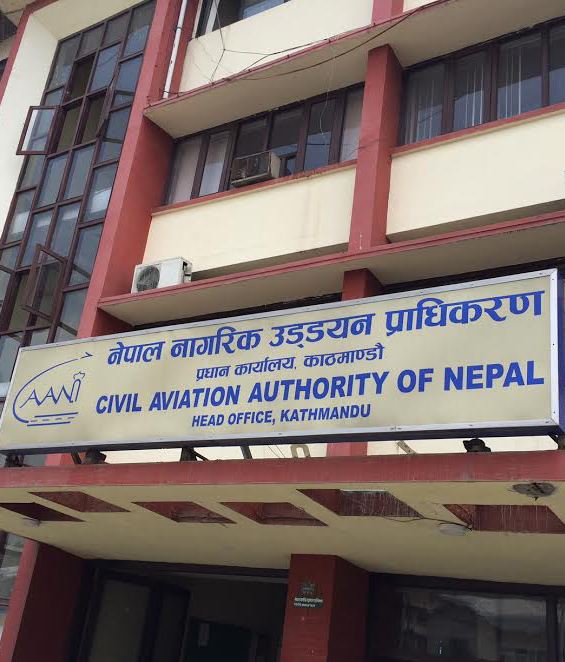 नेपाल नागरिक उड्डयन प्राधिकरण
प्रधान कार्यालय, काठमाण्डौ
CAAN
CIVIL AVIATION AUTHORITY OF NEPAL
HEAD OFFICE, KATHMANDU